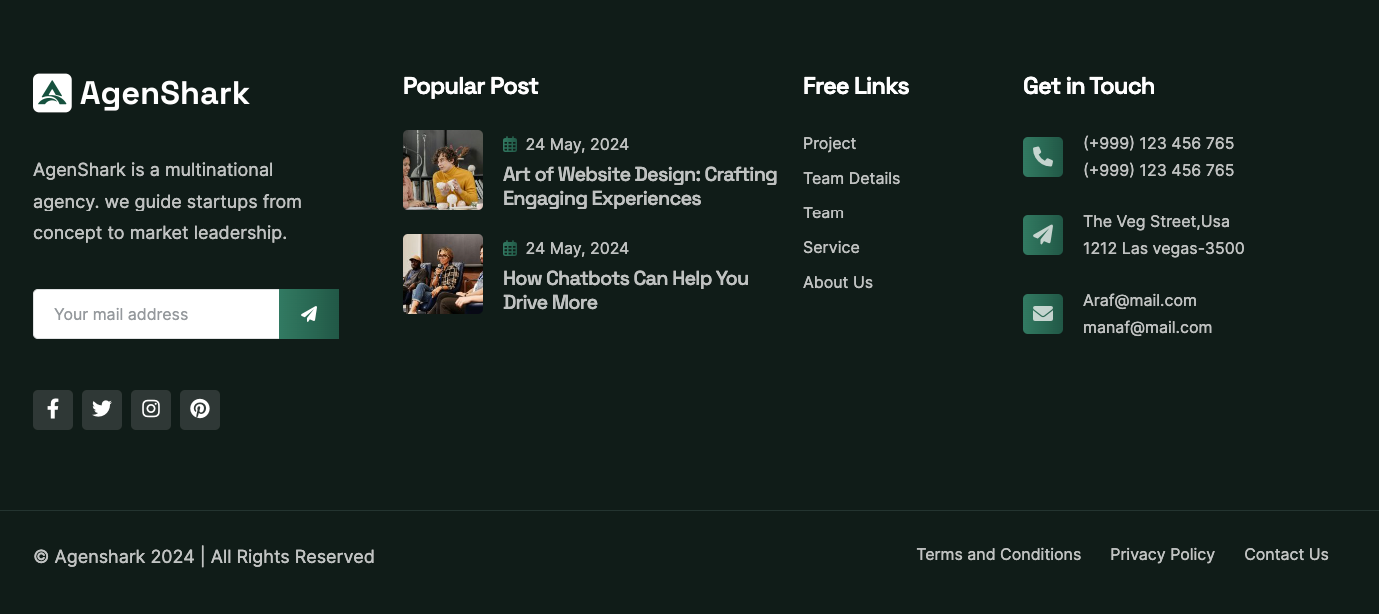 AgenShark
AgenShark is a multinational
agency. we guide startups from
concept to market leadership.
Your mail address
Popular Post
24 May, 2024
Art of Website Design: Crafting
Engaging Experiences
24 May, 2024
How Chatbots Can Help You
Drive More
Free Links
Project
Team Details
Team
Service
About Us
Get in Touch
(+999) 123 456 765
(+999) 123 456 765
The Veg Street,Usa
1212 Las vegas-3500
Araf@mail.com
manaf@mail.com
© Agenshark 2024 | All Rights Reserved
Terms and Conditions
Privacy Policy
Contact Us